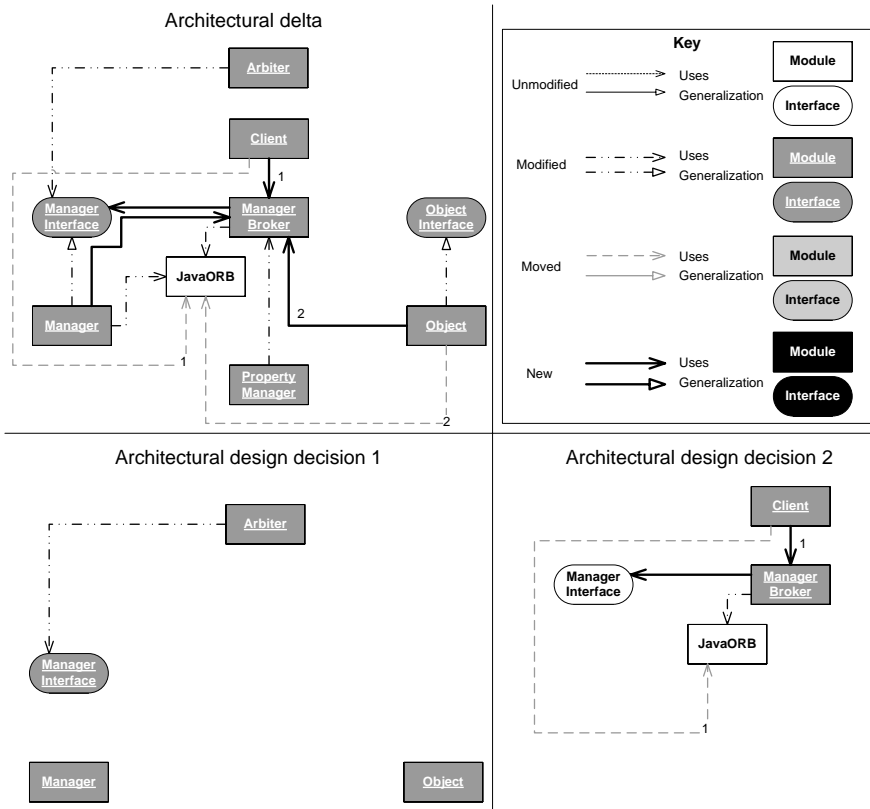 Architectural delta
Arbiter
Client
1
Manager
Interface
Manager
Broker
Object
Interface
JavaORB
Manager
2
Object
1
Property
Manager
2
Key
Unmodified
Uses
Generalization
Module
Interface
Modified
Uses
Generalization
Module
Interface
Moved
Uses
Generalization
Module
Interface
New
Uses
Generalization
Module
Interface
Architectural design decision 1
Arbiter
Manager
Interface
Manager
Object
Architectural design decision 2
Client
1
Manager
Interface
Manager
Broker
JavaORB
1